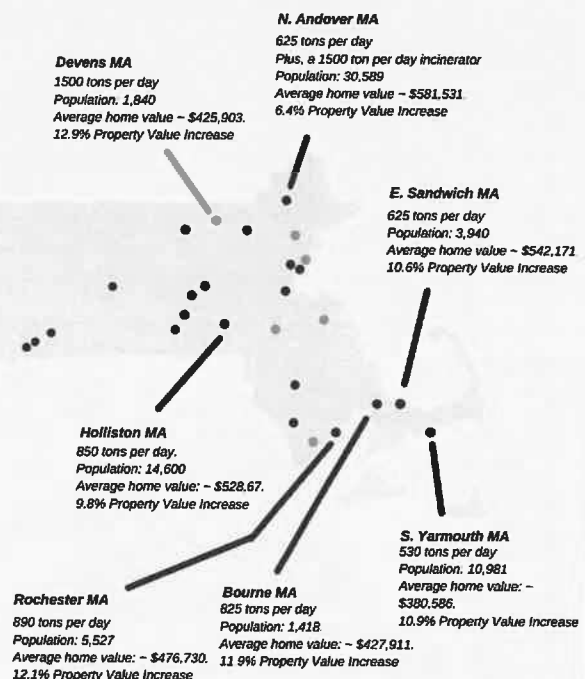 N. Andover MA
625 tons per day
Plus, a 1500 ton per day incinerator
Population: 30,589
Average home value ~ $581,531
6.4% Property Value Increase
Devens MA
1500 tons per day
Population. 1,840
Average home value ~ $425,903.
12.9% Property Value Increase
E. Sandwich MA
625 tons per day
Population: 3,940
Average home value ~ $542,171
10.6% Property Value Increase
Holliston MA
850 tons per day.
Population: 14,600
Average home value: ~ $528,67.
9.8% Property Value Increase
S. Yarmouth MA
530 tons per day
Population: 10,981
Average home value: ~
$380,586.
10.9% Property Value Increase
Bourne MA
825 tons per day
Population: 1,418
Average home value: ~ $427,911.
11 9% Property Value Increase
Rochester MA
890 tons per day
Population: 5,527
Average home value: ~ $476,730.
12.1% Property Value Increase